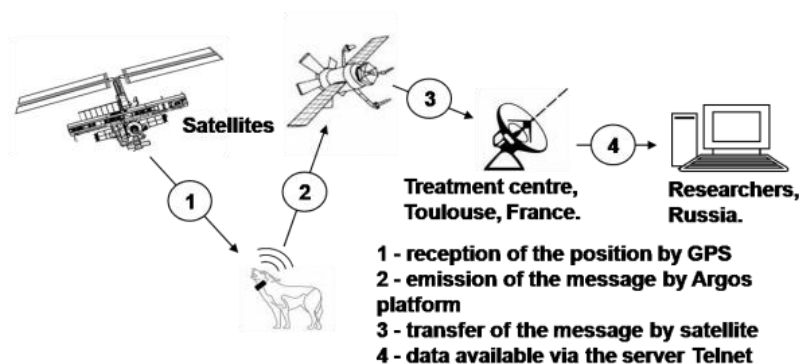 Satellites
1
2
3
4
Treatment centre,
Toulouse, France.
Researchers,
Russia.
1 - reception of the position by GPS
2 - emission of the message by Argos
platform
3 - transfer of the message by satellite
4 - data available via the server Telnet